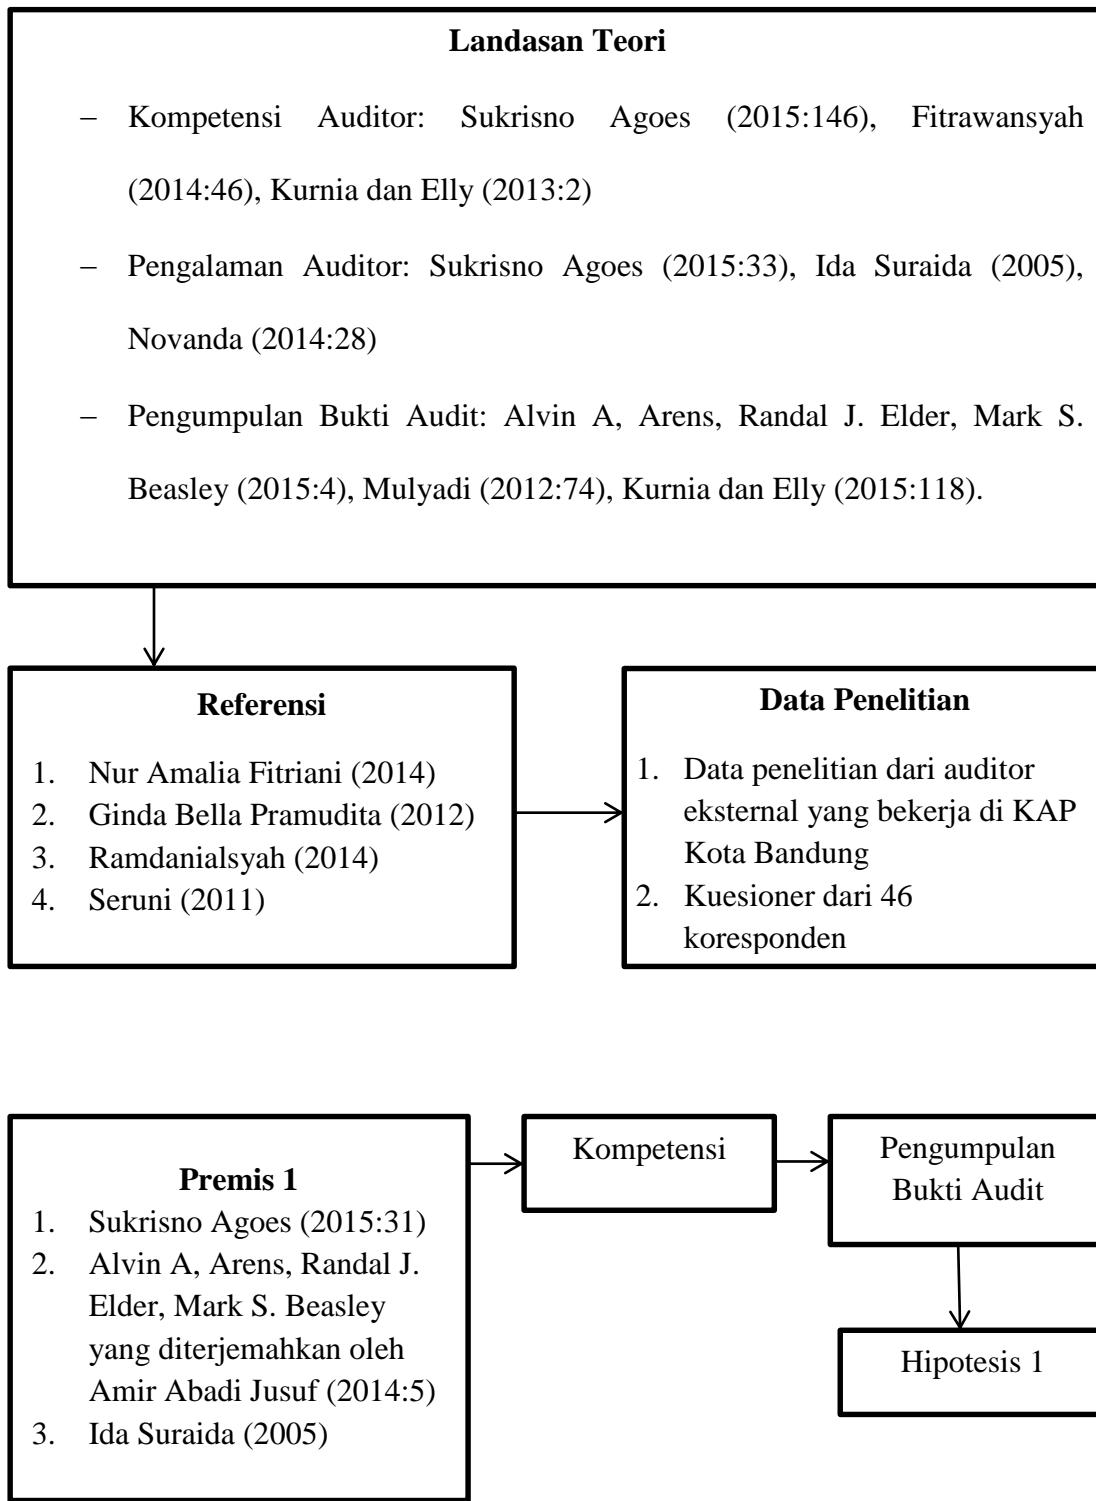 Landasan Teori
– Kompetensi Auditor: Sukrisno Agoes (2015:146), Fitrawansyah
(2014:46), Kurnia dan Elly (2013:2)
– Pengalaman Auditor: Sukrisno Agoes (2015:33), Ida Suraida (2005),
Novanda (2014:28)
– Pengumpulan Bukti Audit: Alvin A, Arens, Randal J. Elder, Mark S.
Beasley (2015:4), Mulyadi (2012:74), Kurnia dan Elly (2015:118).
Referensi
1. Nur Amalia Fitriani (2014)
2. Ginda Bella Pramudita (2012)
3. Ramdanialsyah (2014)
4. Seruni (2011)
Data Penelitian
1. Data penelitian dari auditor
eksternal yang bekerja di KAP
Kota Bandung
2. Kuesioner dari 46
koresponden
Premis 1
1. Sukrisno Agoes (2015:31)
2. Alvin A, Arens, Randal J.
Elder, Mark S. Beasley
yang diterjemahkan oleh
Amir Abadi Jusuf (2014:5)
3. Ida Suraida (2005)
Kompetensi
Pengumpulan
Bukti Audit
Hipotesis 1